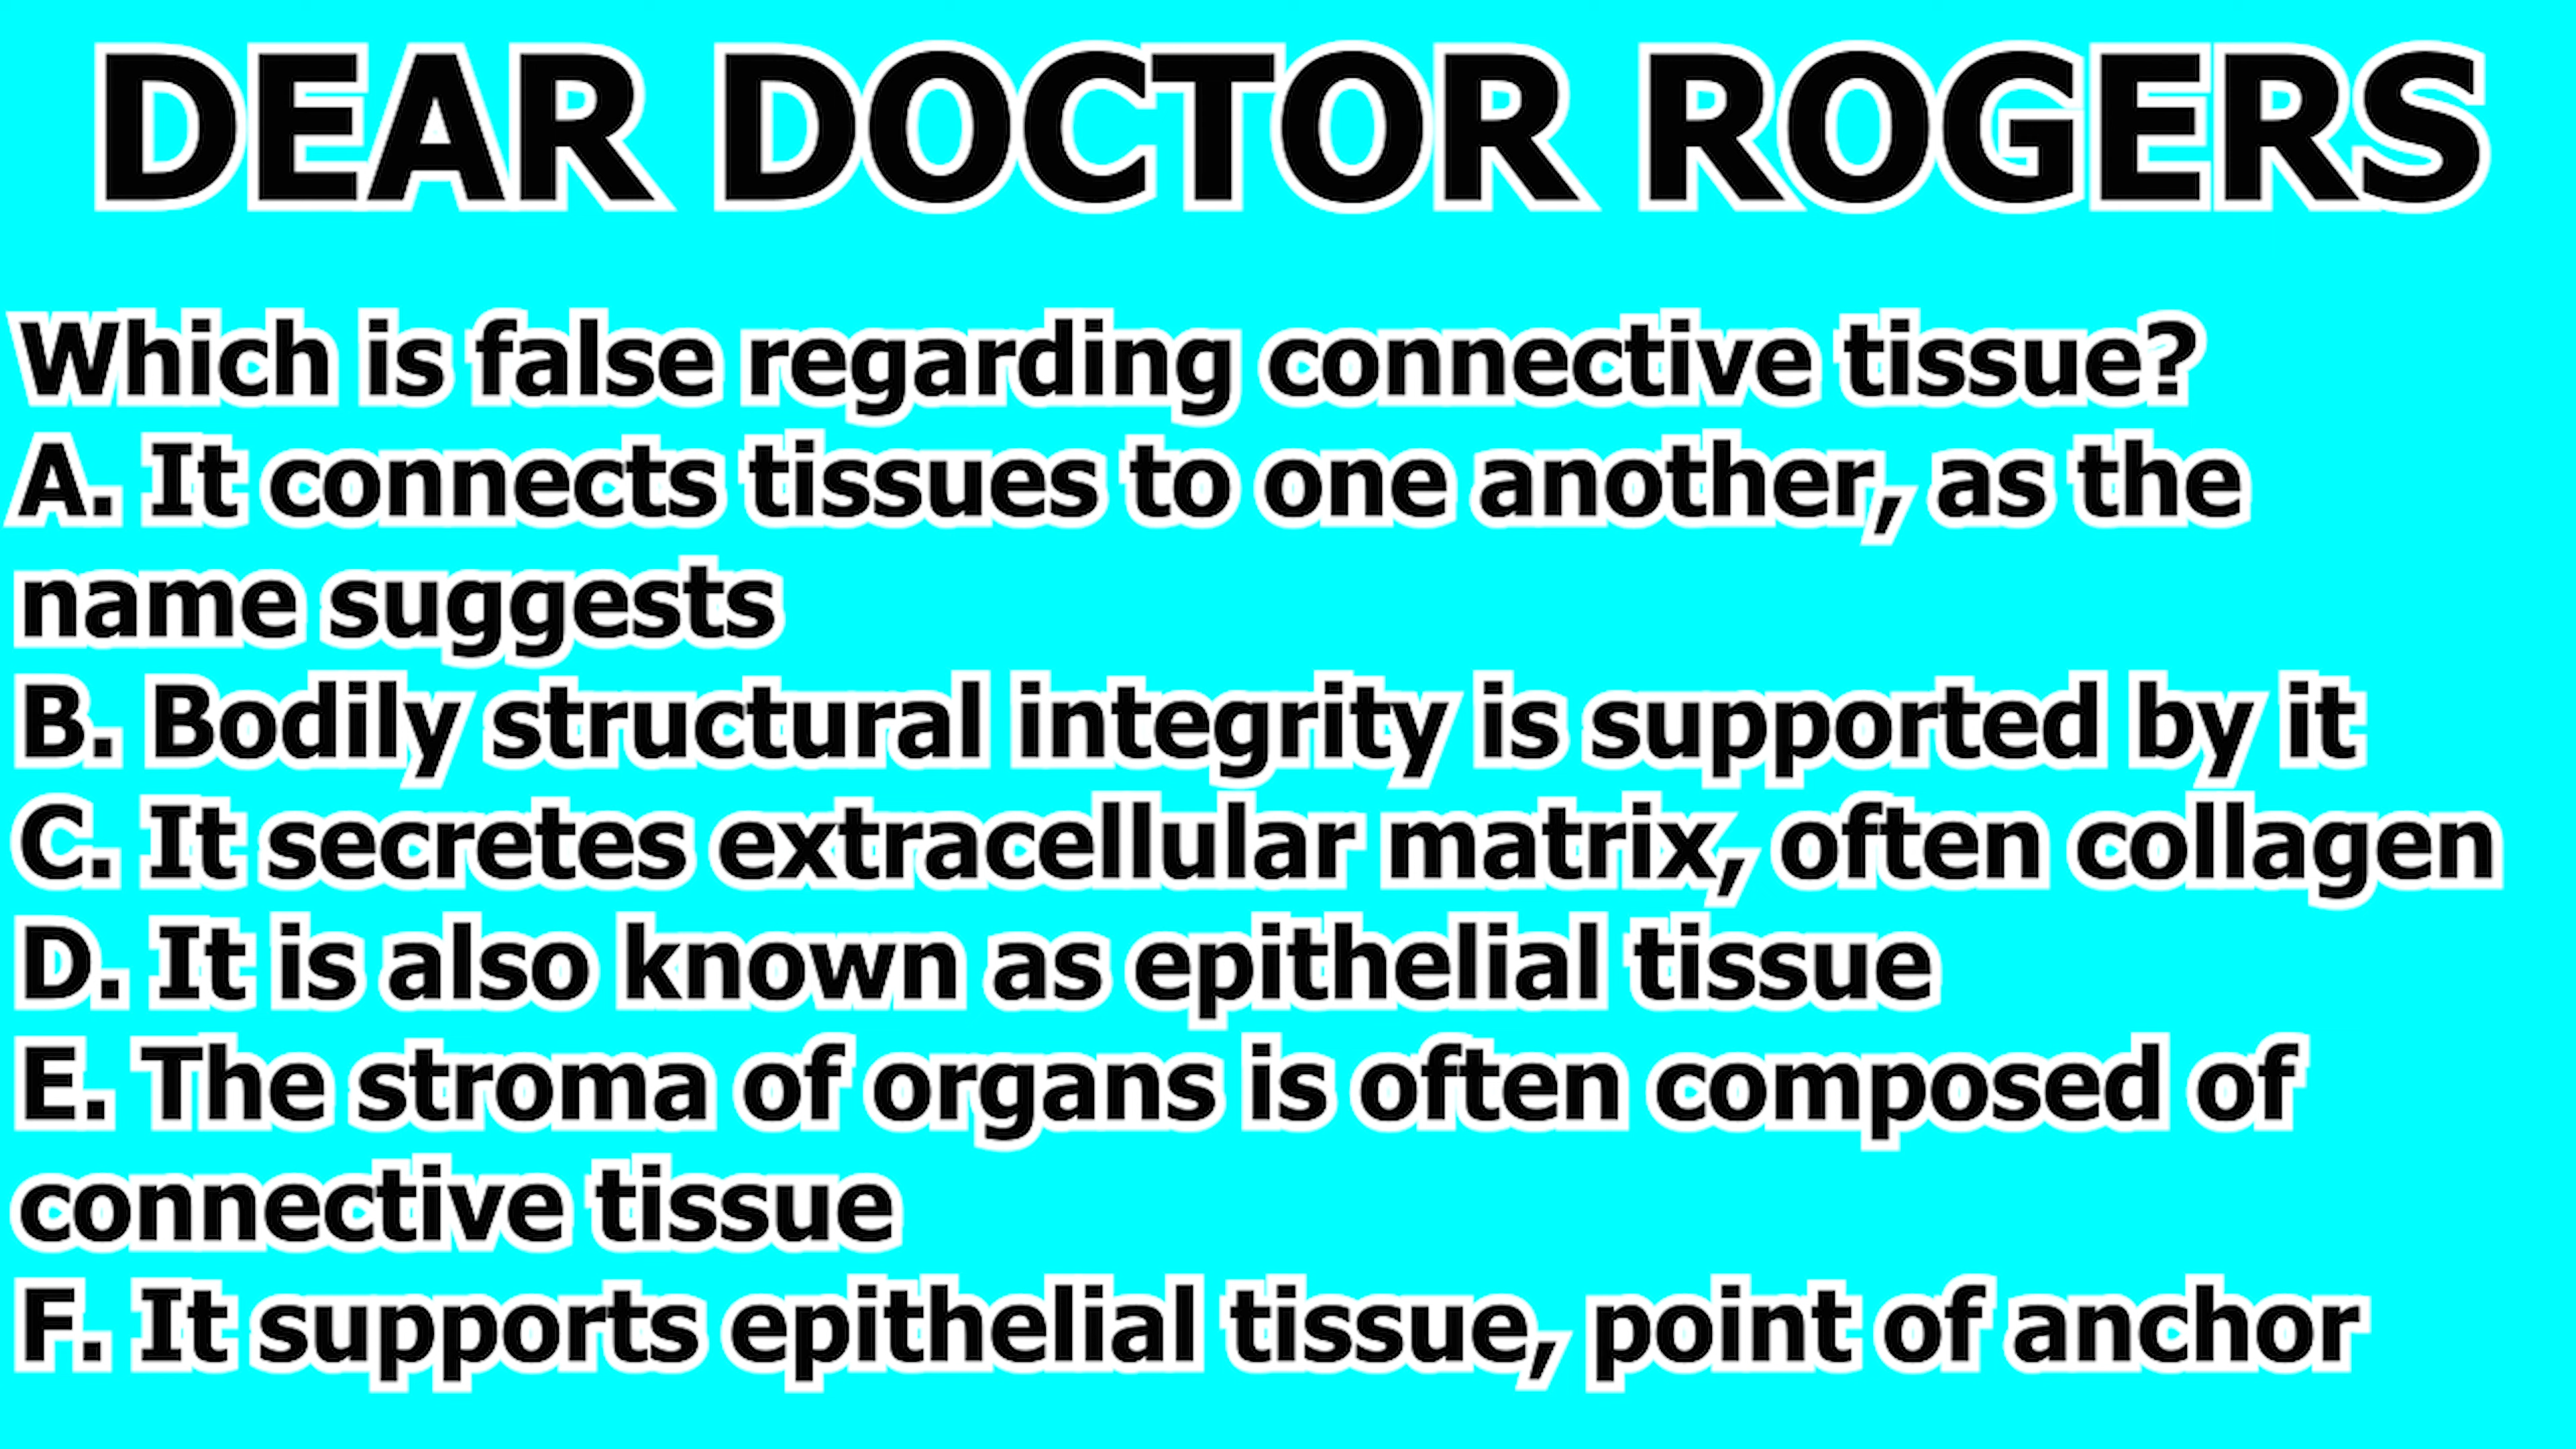 DEAR DOCTOR ROGERS
Which is false regarding connective tissue?
A. It connects tissues to one another, as the
name suggests
B. Bodily structural integrity is supported by it
C. It secretes extracellular matrix, often collagen
D. It is also known as epithelial tissue
E. The stroma of organs is often composed of
connective tissue
F. It supports epithelial tissue, point of anchor